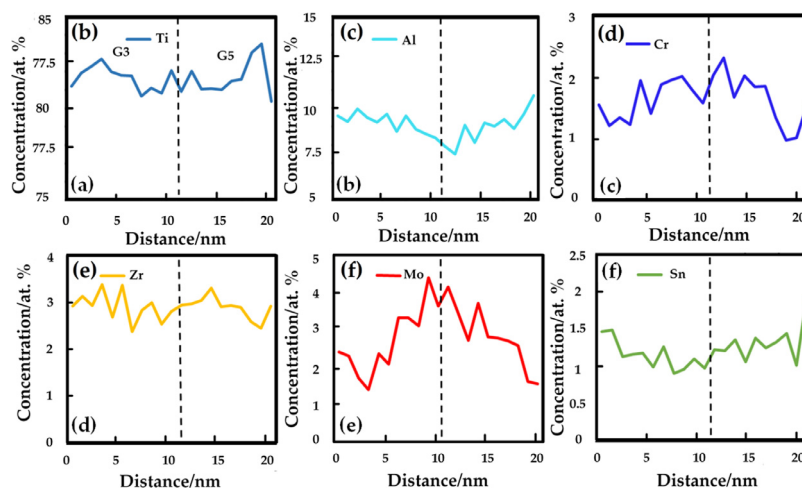 (b) Ti
G3 G5
85
77.5
80
77.5
75
Concentration/at. %
(a)
0 5 10 15 20
Distance/nm
(c) Al
15
12.5
10
7.5
5
Concentration/at. %
(b)
0 5 10 15 20
Distance/nm
(d) Cr
3
2
1
0
Concentration/at. %
(c)
0 5 10 15 20
Distance/nm
(e) Zr
4
3
2
1
0
Concentration/at. %
(d)
0 5 10 15 20
Distance/nm
(f) Mo
5
4
3
2
1
0
Concentration/at. %
(e)
0 5 10 15 20
Distance/nm
(f) Sn
2.5
2
1.5
1
0.5
0
Concentration/at. %
0 5 10 15 20
Distance/nm